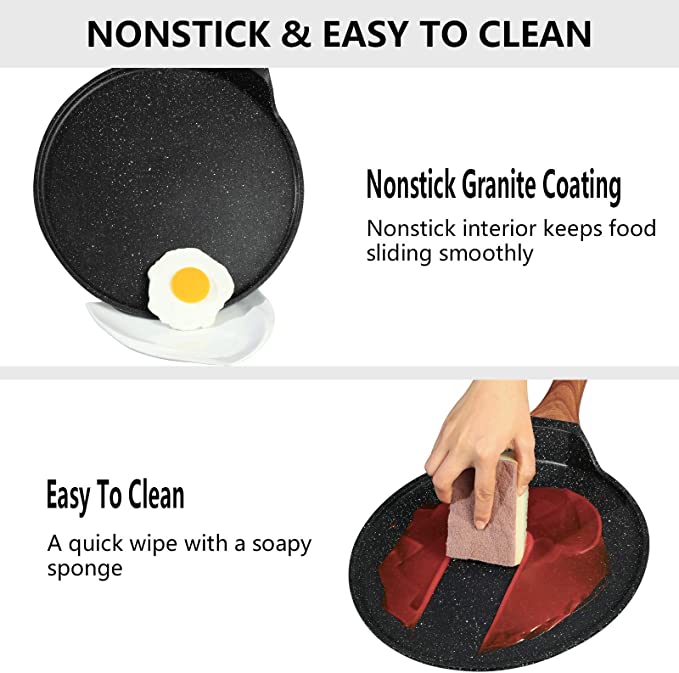 NONSTICK & EASY TO CLEAN
Nonstick Granite Coating
Nonstick interior keeps food
sliding smoothly
Easy To Clean
A quick wipe with a soapy
sponge